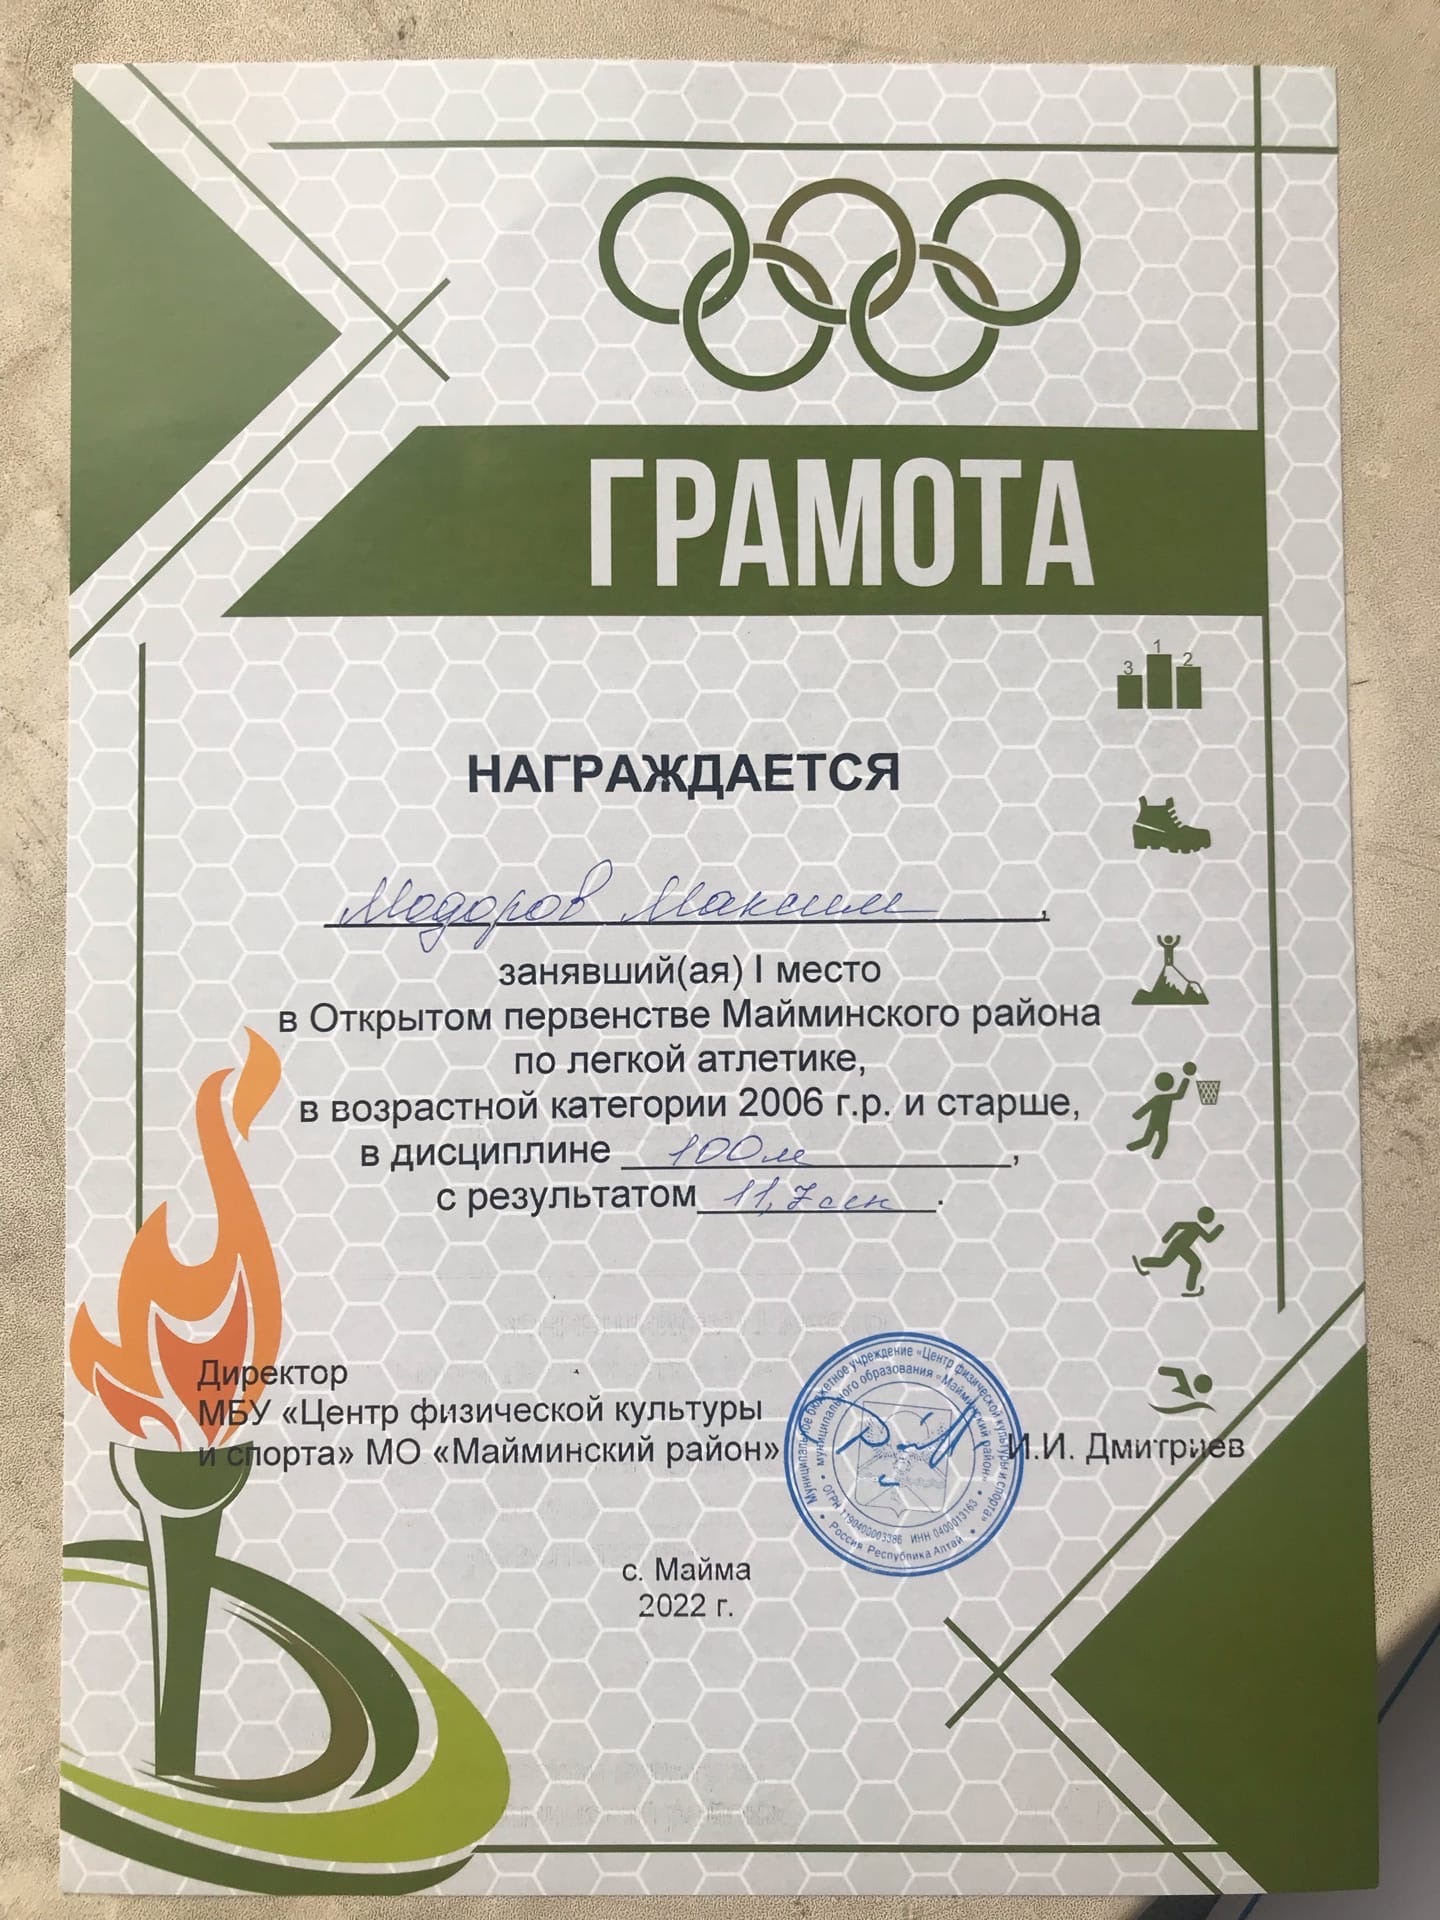 ГРАМОТА
3 1 2
НАГРАЖДАЕТСЯ
Модоров Максим,
занявший(ая) I место
в Открытом первенстве Майминского района
по легкой атлетике,
в возрастной категории 2006 г.р. и старше,
в дисциплине 100м,
с результатом 11,7сек.
Директор
МБУ «Центр физической культуры
и спорта» МО «Майминский район»
И.И. Дмитриев
Муниципальное бюджетное учреждение «Центр физической культуры и спорта»
муниципального образования «Майминский район»
ОГРН 1190400003386 ИНН 0400013163
Россия Республика Алтай
с. Майма
2022 г.